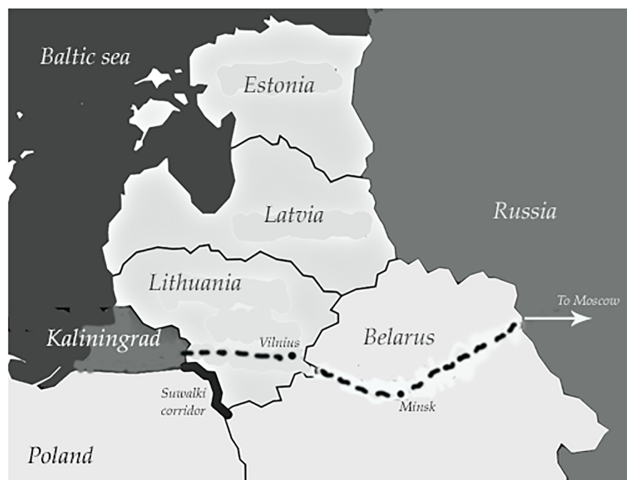 Baltic sea
Estonia
Latvia
Russia
Lithuania
To Moscow
Kaliningrad
Vilnius
Belarus
Suwalki
corridor
Minsk
Poland